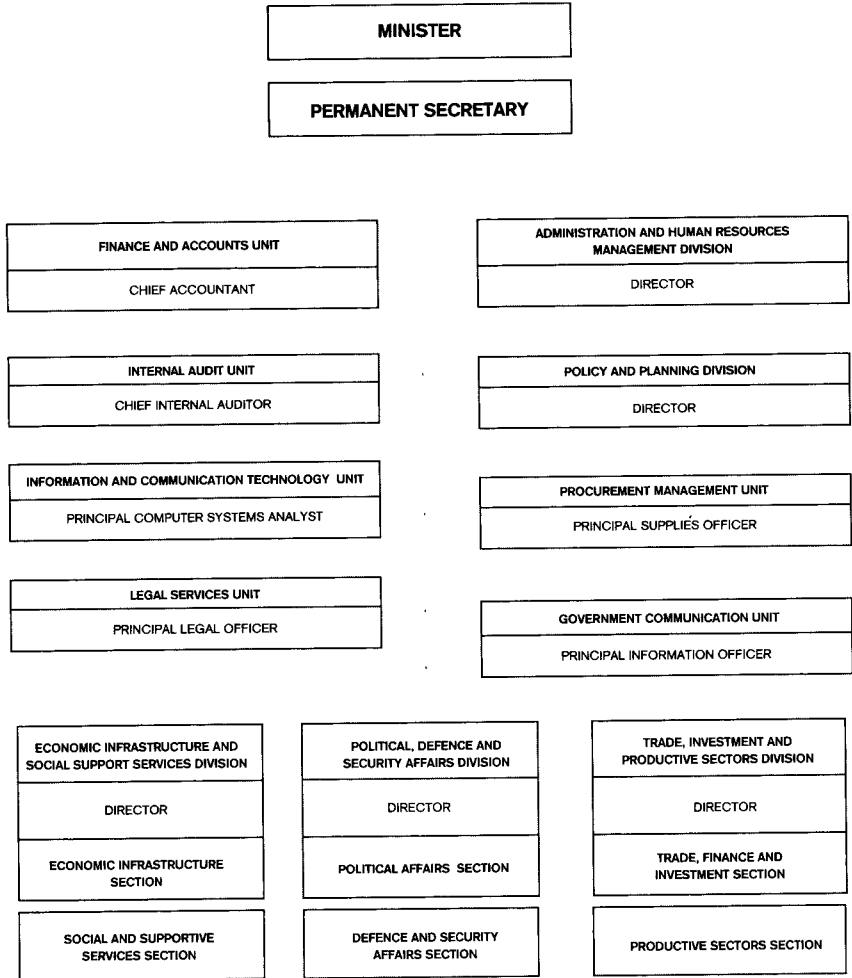 MINISTER
PERMANENT SECRETARY
FINANCE AND ACCOUNTS UNIT
CHIEF ACCOUNTANT
ADMINISTRATION AND HUMAN RESOURCES
MANAGEMENT DIVISION
DIRECTOR
INTERNAL AUDIT UNIT
CHIEF INTERNAL AUDITOR
POLICY AND PLANNING DIVISION
DIRECTOR
INFORMATION AND COMMUNICATION TECHNOLOGY UNIT
PRINCIPAL COMPUTER SYSTEMS ANALYST
PROCUREMENT MANAGEMENT UNIT
PRINCIPAL SUPPLIES OFFICER
LEGAL SERVICES UNIT
PRINCIPAL LEGAL OFFICER
GOVERNMENT COMMUNICATION UNIT
PRINCIPAL INFORMATION OFFICER
ECONOMIC INFRASTRUCTURE AND
SOCIAL SUPPORT SERVICES DIVISION
DIRECTOR
ECONOMIC INFRASTRUCTURE
SECTION
SOCIAL AND SUPPORTIVE
SERVICES SECTION
POLITICAL, DEFENCE AND
SECURITY AFFAIRS DIVISION
DIRECTOR
POLITICAL AFFAIRS SECTION
DEFENCE AND SECURITY
AFFAIRS SECTION
TRADE, INVESTMENT AND
PRODUCTIVE SECTORS DIVISION
DIRECTOR
TRADE, FINANCE AND
INVESTMENT SECTION
PRODUCTIVE SECTORS SECTION